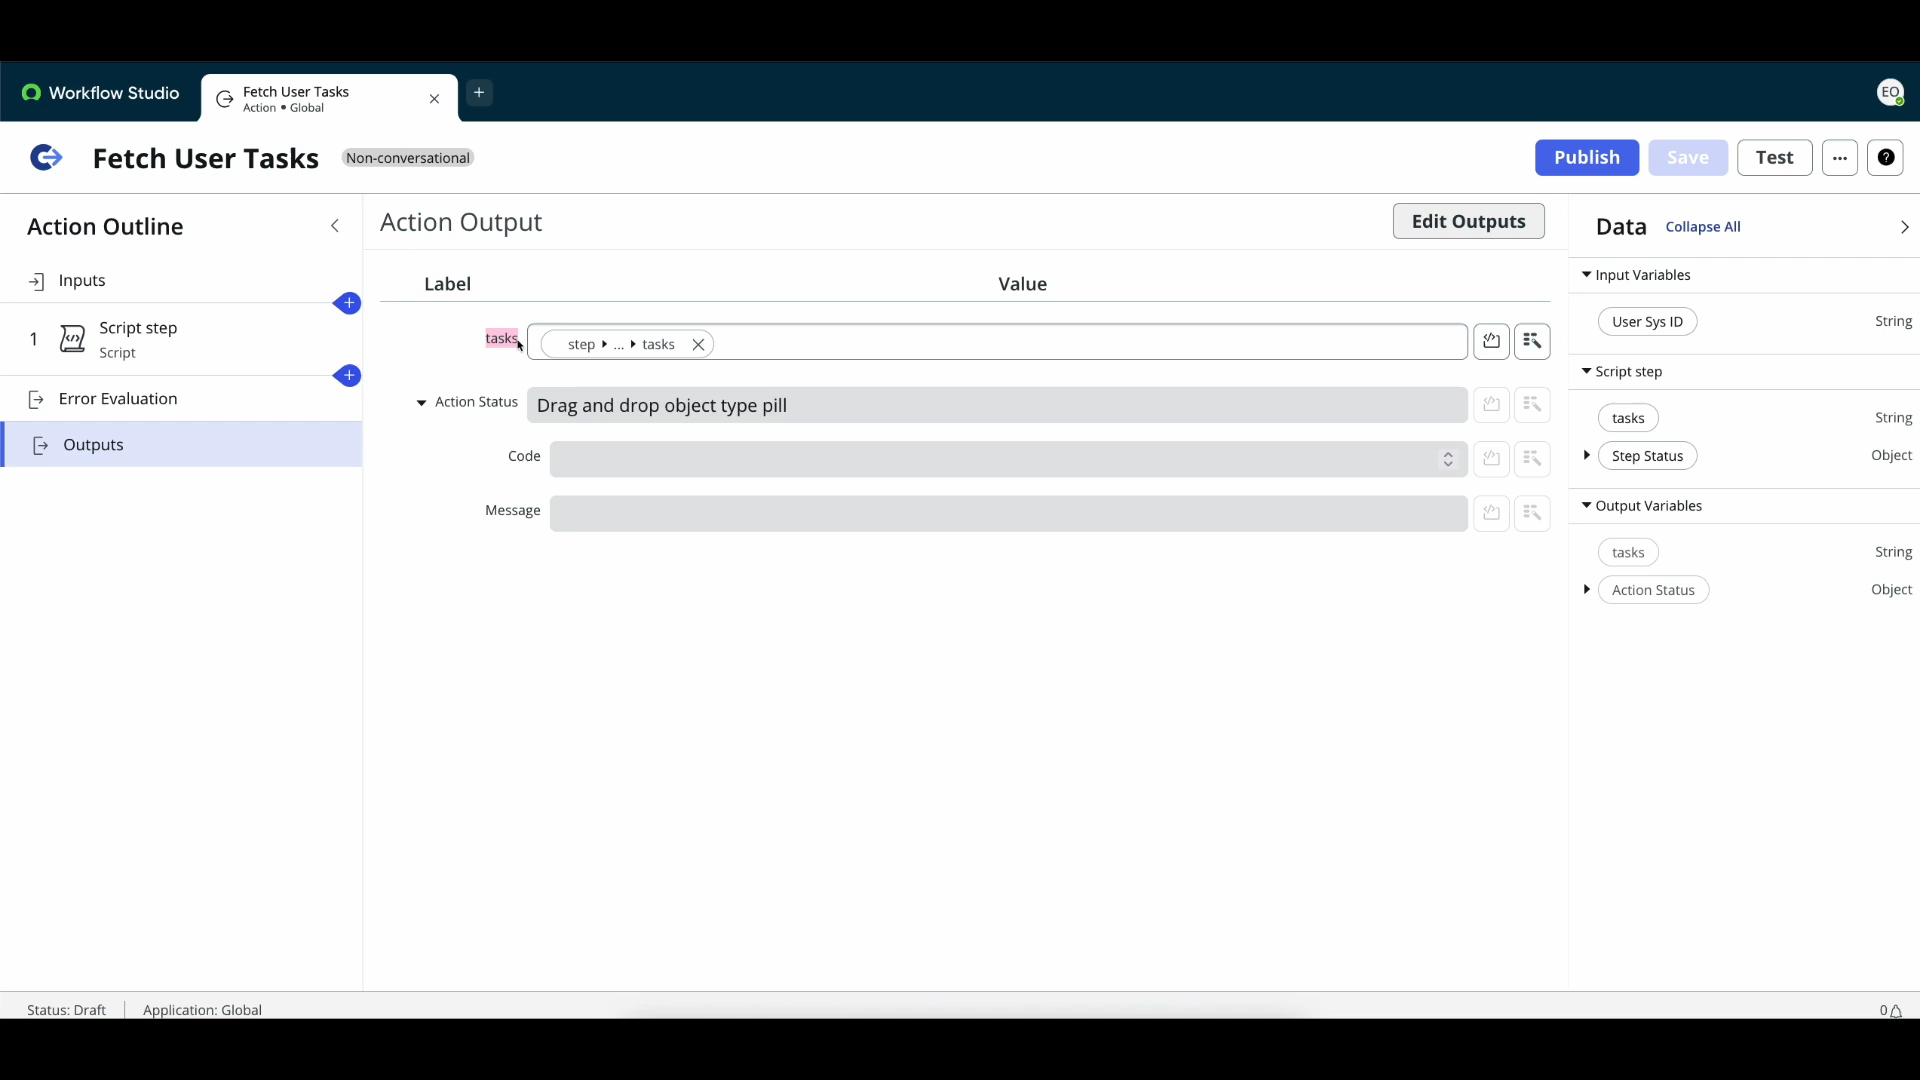 Workflow Studio
Fetch User Tasks
Action • Global
EO
Fetch User Tasks
Non-conversational
Publish
Save
Test
Action Outline
Inputs
1
Script step
Script
Error Evaluation
Outputs
Action Output
Edit Outputs
Label
Value
tasks
step ▸ ... ▸ tasks
Action Status
Drag and drop object type pill
Code
Message
Data
Collapse All
Input Variables
User Sys ID
String
Script step
tasks
String
Step Status
Object
Output Variables
tasks
String
Action Status
Object
Status: Draft
Application: Global
0